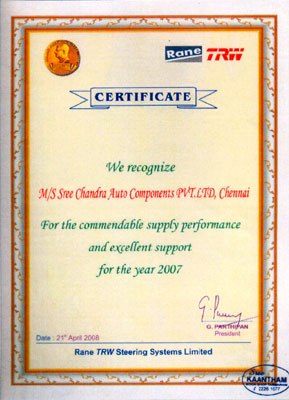 Rane TRW
CERTIFICATE
We recognize
M/S Sree Chandra Auto Components PVT.LTD, Chennai
For the commendable supply performance
and excellent support
for the year 2007
G. PARTHIPAN
President
Date : 21st April 2008
Rane TRW Steering Systems Limited
KAANTHAM